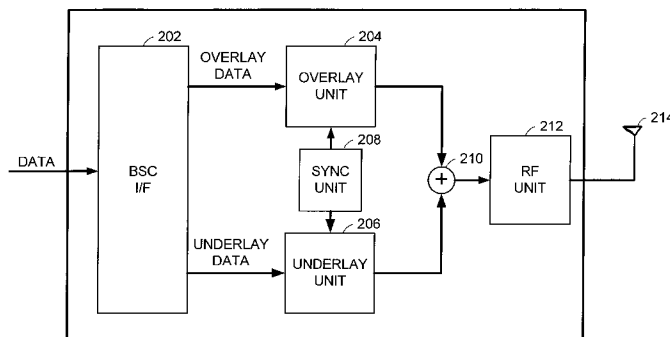 202
OVERLAY
DATA
204
OVERLAY
UNIT
214
208
212
DATA
BSC
I/F
SYNC
UNIT
+
210
RF
UNIT
206
UNDERLAY
DATA
UNDERLAY
UNIT